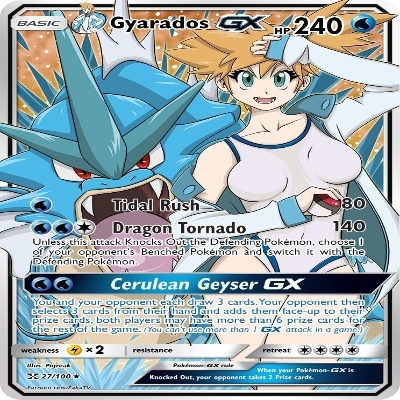 BASIC Gyarados GX HP 240
Tidal Rush 80
Dragon Tornado 140
Unless this attack Knocks Out the Defending Pokémon, choose 1
of your opponent's Benched Pokémon and switch it with the
Defending Pokémon.
Cerulean Geyser GX
You and your opponent each draw 3 cards. Your opponent then
selects 3 cards from their hand and adds them face-up to their
prize cards, both players may have more than 6 prize cards for
the rest of the game. (You can't use more than 1 GX attack in a game.)
weakness ×2 resistance retreat
Illus. Pigreak Pokémon-GX rule When your Pokémon-GX is
27/100 ★ Knocked Out, your opponent takes 2 Prize cards.